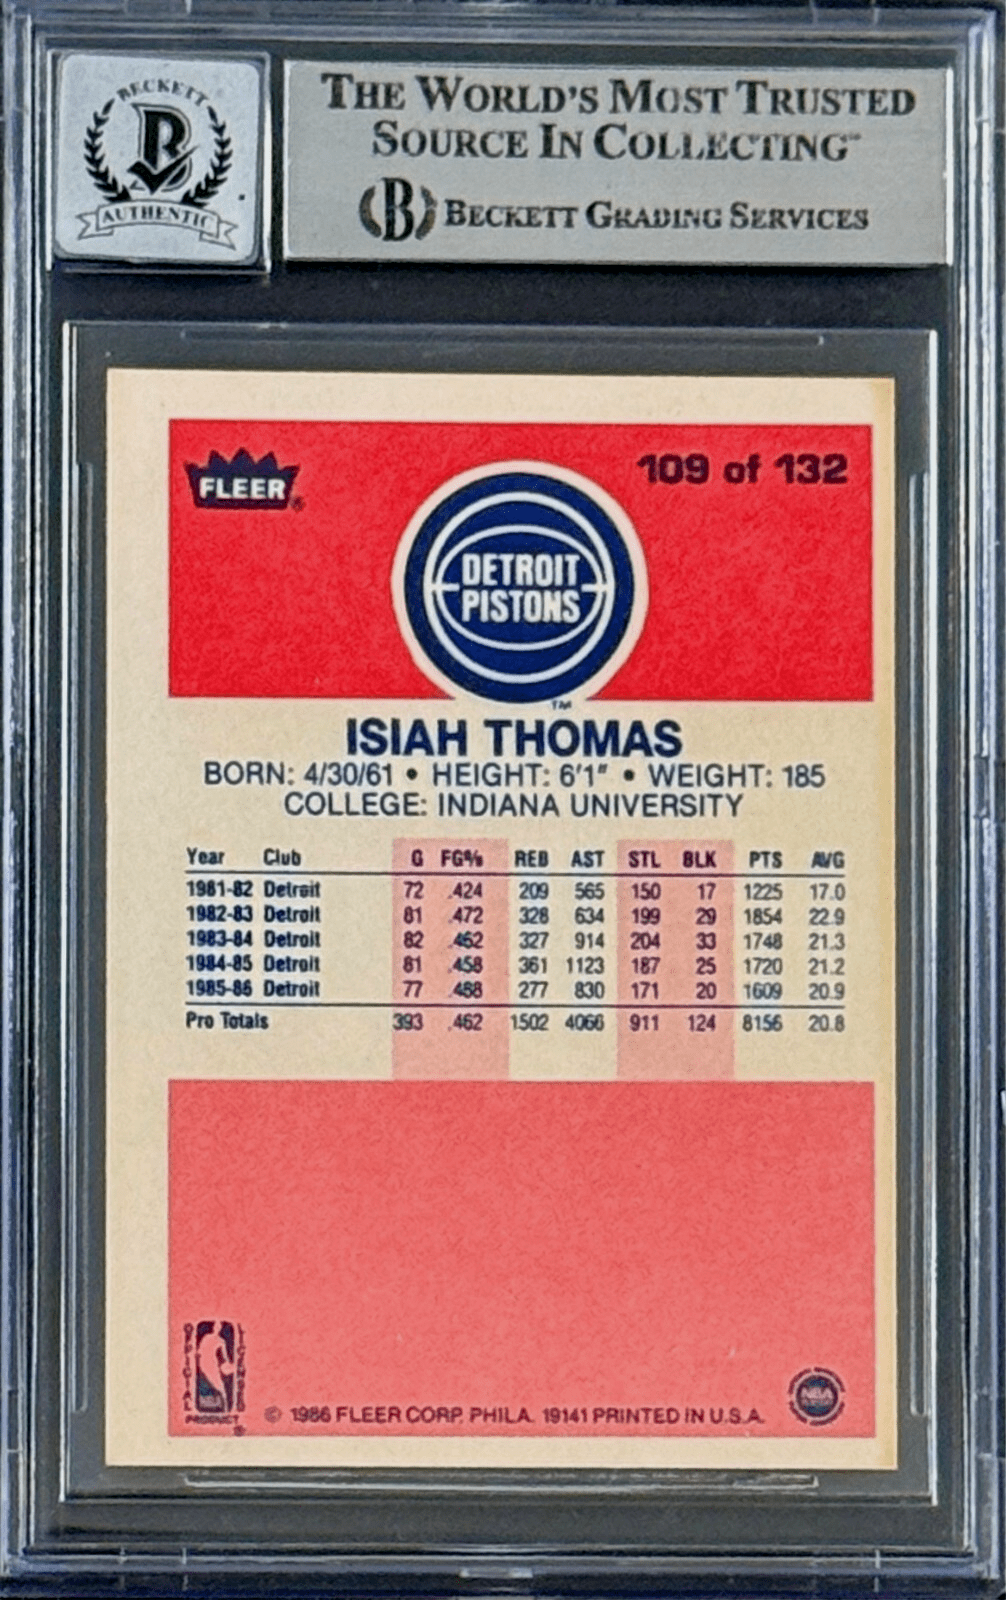 BECKETT
B
AUTHENTIC
THE WORLD'S MOST TRUSTED
SOURCE IN COLLECTING™
B BECKETT GRADING SERVICES
FLEER®
109 of 132
DETROIT
PISTONS
TM
ISIAH THOMAS
BORN: 4/30/61 • HEIGHT: 6'1" • WEIGHT: 185
COLLEGE: INDIANA UNIVERSITY
Year Club G FG% REB AST STL BLK PTS AVG
1981-82 Detroit 72 .424 209 565 150 17 1225 17.0
1982-83 Detroit 81 .472 328 634 199 29 1854 22.9
1983-84 Detroit 82 .462 327 914 204 33 1748 21.3
1984-85 Detroit 81 .458 361 1123 187 25 1720 21.2
1985-86 Detroit 77 .488 277 830 171 20 1609 20.9
Pro Totals 393 .462 1502 4066 911 124 8156 20.8
OFFICIAL
LICENSED
NBA
PRODUCT®
© 1986 FLEER CORP. PHILA. 19141 PRINTED IN U.S.A.
NBA